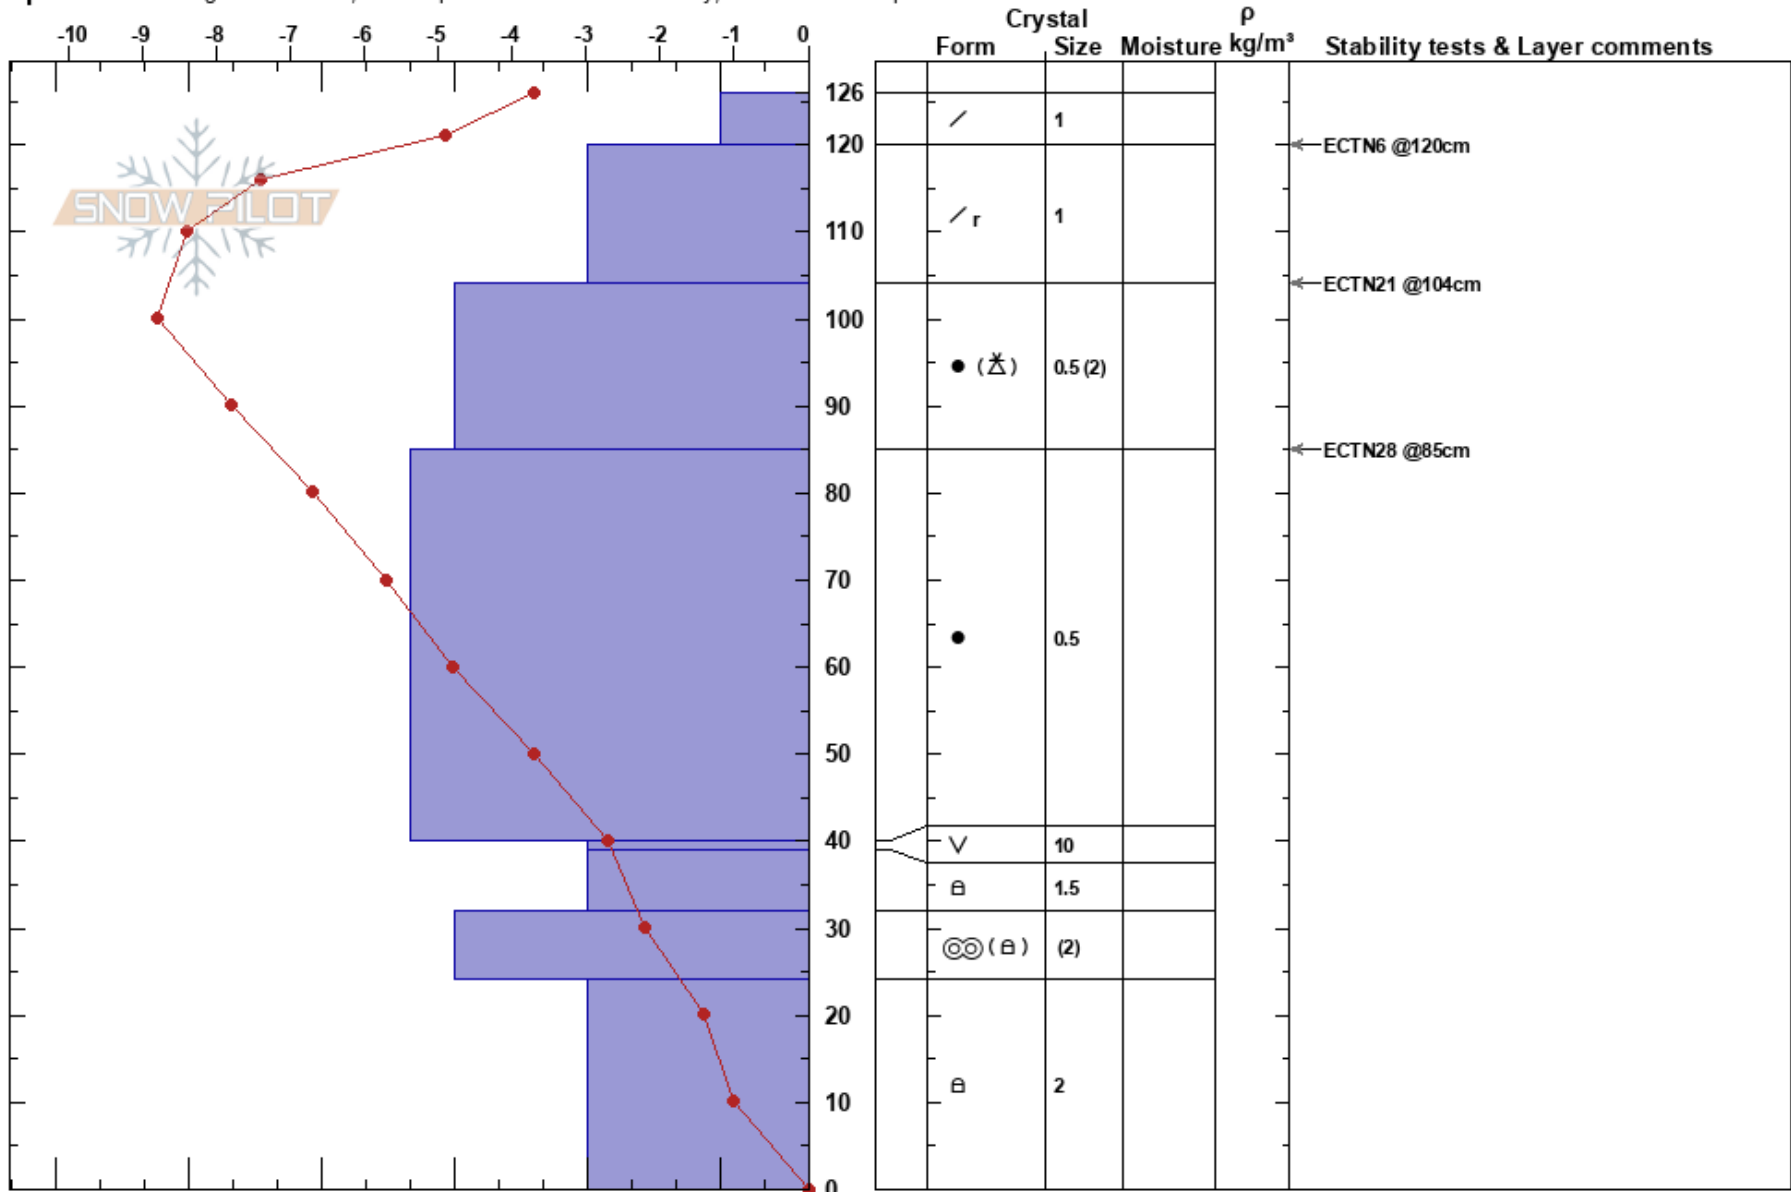 Crystal ρ
Form Size Moisture kg/m³ Stability tests & Layer comments
-10 -9 -8 -7 -6 -5 -4 -3 -2 -1 0
126
1
120
ECTN6 @120cm
SNOW PILOT
r 1
110
ECTN21 @104cm
100
0.5 (2)
90
ECTN28 @85cm
80
70
0.5
60
50
40
10
1.5
30
(2)
20
2
10
0